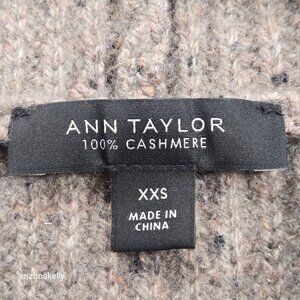 ANN TAYLOR
100% CASHMERE
XXS
MADE IN
CHINA
arizonakelly